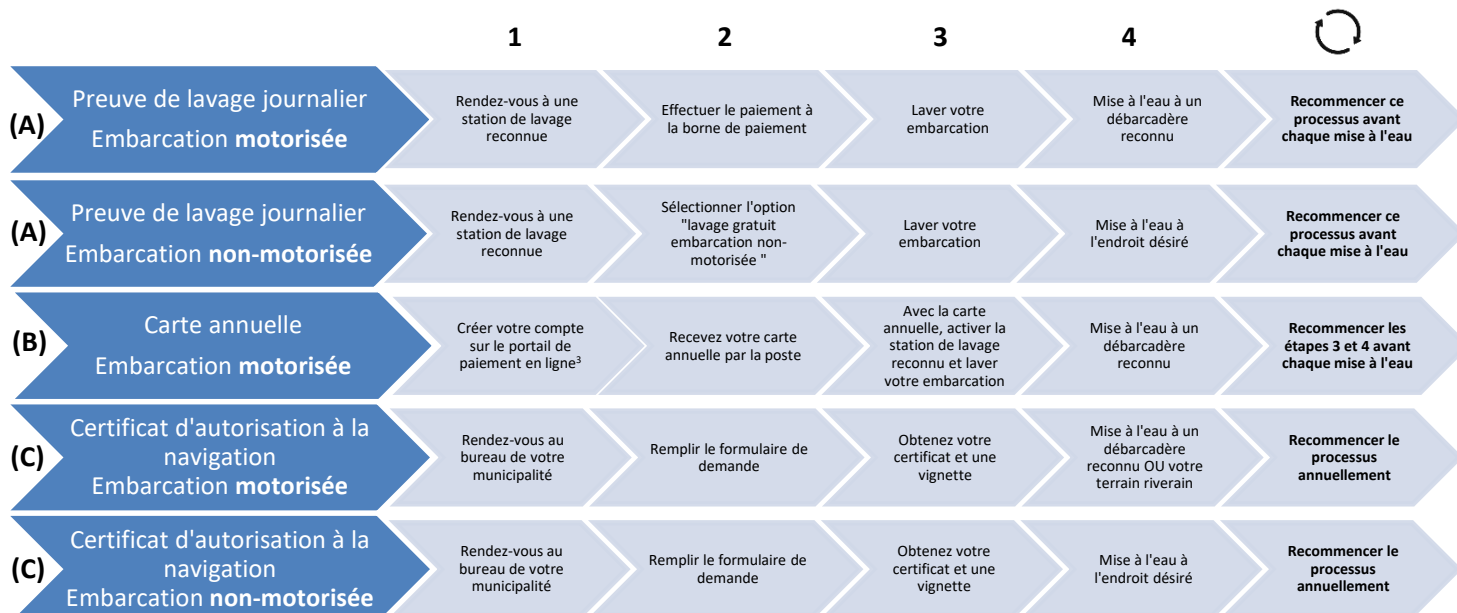 1 2 3 4
(A)
Preuve de lavage journalier
Embarcation motorisée
Rendez-vous à une
station de lavage
reconnue
Effectuer le paiement à
la borne de paiement
Laver votre
embarcation
Mise à l'eau à un
débarcadère
reconnu
Recommencer ce
processus avant
chaque mise à l'eau
(A)
Preuve de lavage journalier
Embarcation non-motorisée
Rendez-vous à une
station de lavage
reconnue
Sélectionner l'option
"lavage gratuit
embarcation non-
motorisée "
Laver votre
embarcation
Mise à l'eau à
l'endroit désiré
Recommencer ce
processus avant
chaque mise à l'eau
(B)
Carte annuelle
Embarcation motorisée
Créer votre compte
sur le portail de
paiement en ligne³
Recevez votre carte
annuelle par la poste
Avec la carte
annuelle, activer la
station de lavage
reconnu et laver
votre embarcation
Mise à l'eau à un
débarcadère
reconnu
Recommencer les
étapes 3 et 4 avant
chaque mise à l'eau
(C)
Certificat d'autorisation à la
navigation
Embarcation motorisée
Rendez-vous au
bureau de votre
municipalité
Remplir le formulaire de
demande
Obtenez votre
certificat et une
vignette
Mise à l'eau à un
débarcadère
reconnu OU votre
terrain riverain
Recommencer le
processus
annuellement
(C)
Certificat d'autorisation à la
navigation
Embarcation non-motorisée
Rendez-vous au
bureau de votre
municipalité
Remplir le formulaire de
demande
Obtenez votre
certificat et une
vignette
Mise à l'eau à
l'endroit désiré
Recommencer le
processus
annuellement